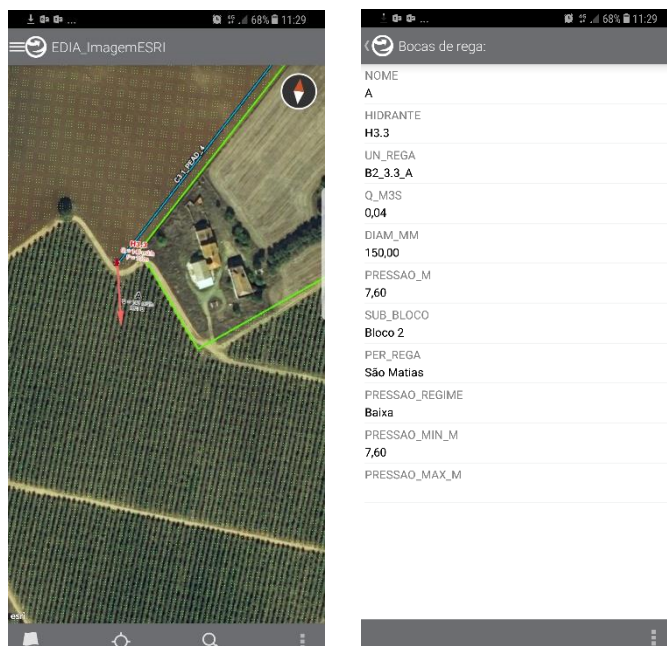 68% 11:29
EDIA_ImagemESRI
C3.1_PEAD_4
H3.3
esri
68% 11:29
Bocas de rega:
NOME
A
HIDRANTE
H3.3
UN_REGA
B2_3.3_A
Q_M3S
0,04
DIAM_MM
150,00
PRESSAO_M
7,60
SUB_BLOCO
Bloco 2
PER_REGA
São Matias
PRESSAO_REGIME
Baixa
PRESSAO_MIN_M
7,60
PRESSAO_MAX_M